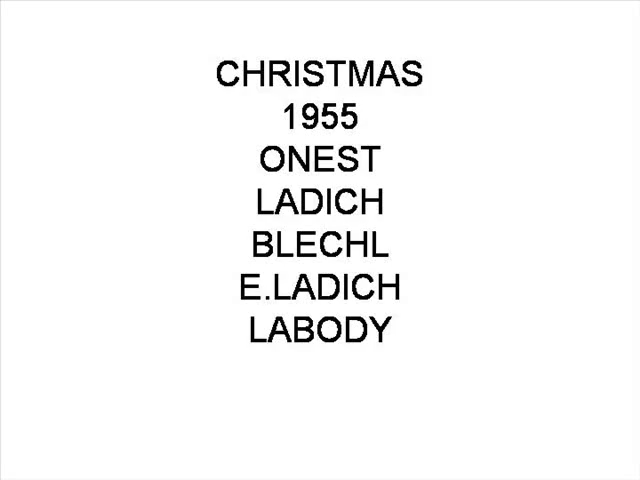 CHRISTMAS
1955
ONEST
LADICH
BLECHL
E.LADICH
LABODY